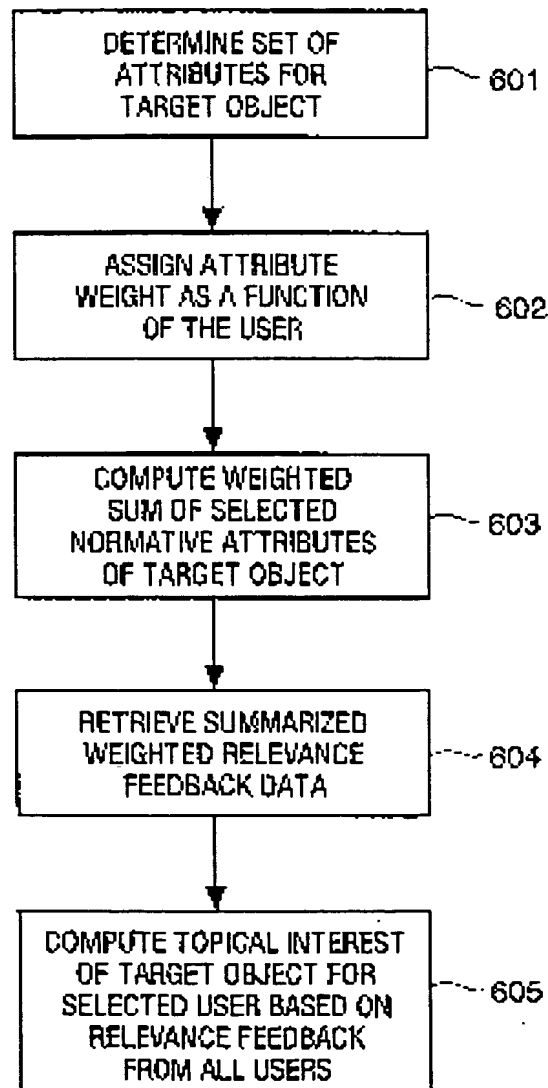 DETERMINE SET OF
ATTRIBUTES FOR
TARGET OBJECT
601
ASSIGN ATTRIBUTE
WEIGHT AS A FUNCTION
OF THE USER
602
COMPUTE WEIGHTED
SUM OF SELECTED
NORMATIVE ATTRIBUTES
OF TARGET OBJECT
603
RETRIEVE SUMMARIZED
WEIGHTED RELEVANCE
FEEDBACK DATA
604
COMPUTE TOPICAL INTEREST
OF TARGET OBJECT FOR
SELECTED USER BASED ON
RELEVANCE FEEDBACK
FROM ALL USERS
605